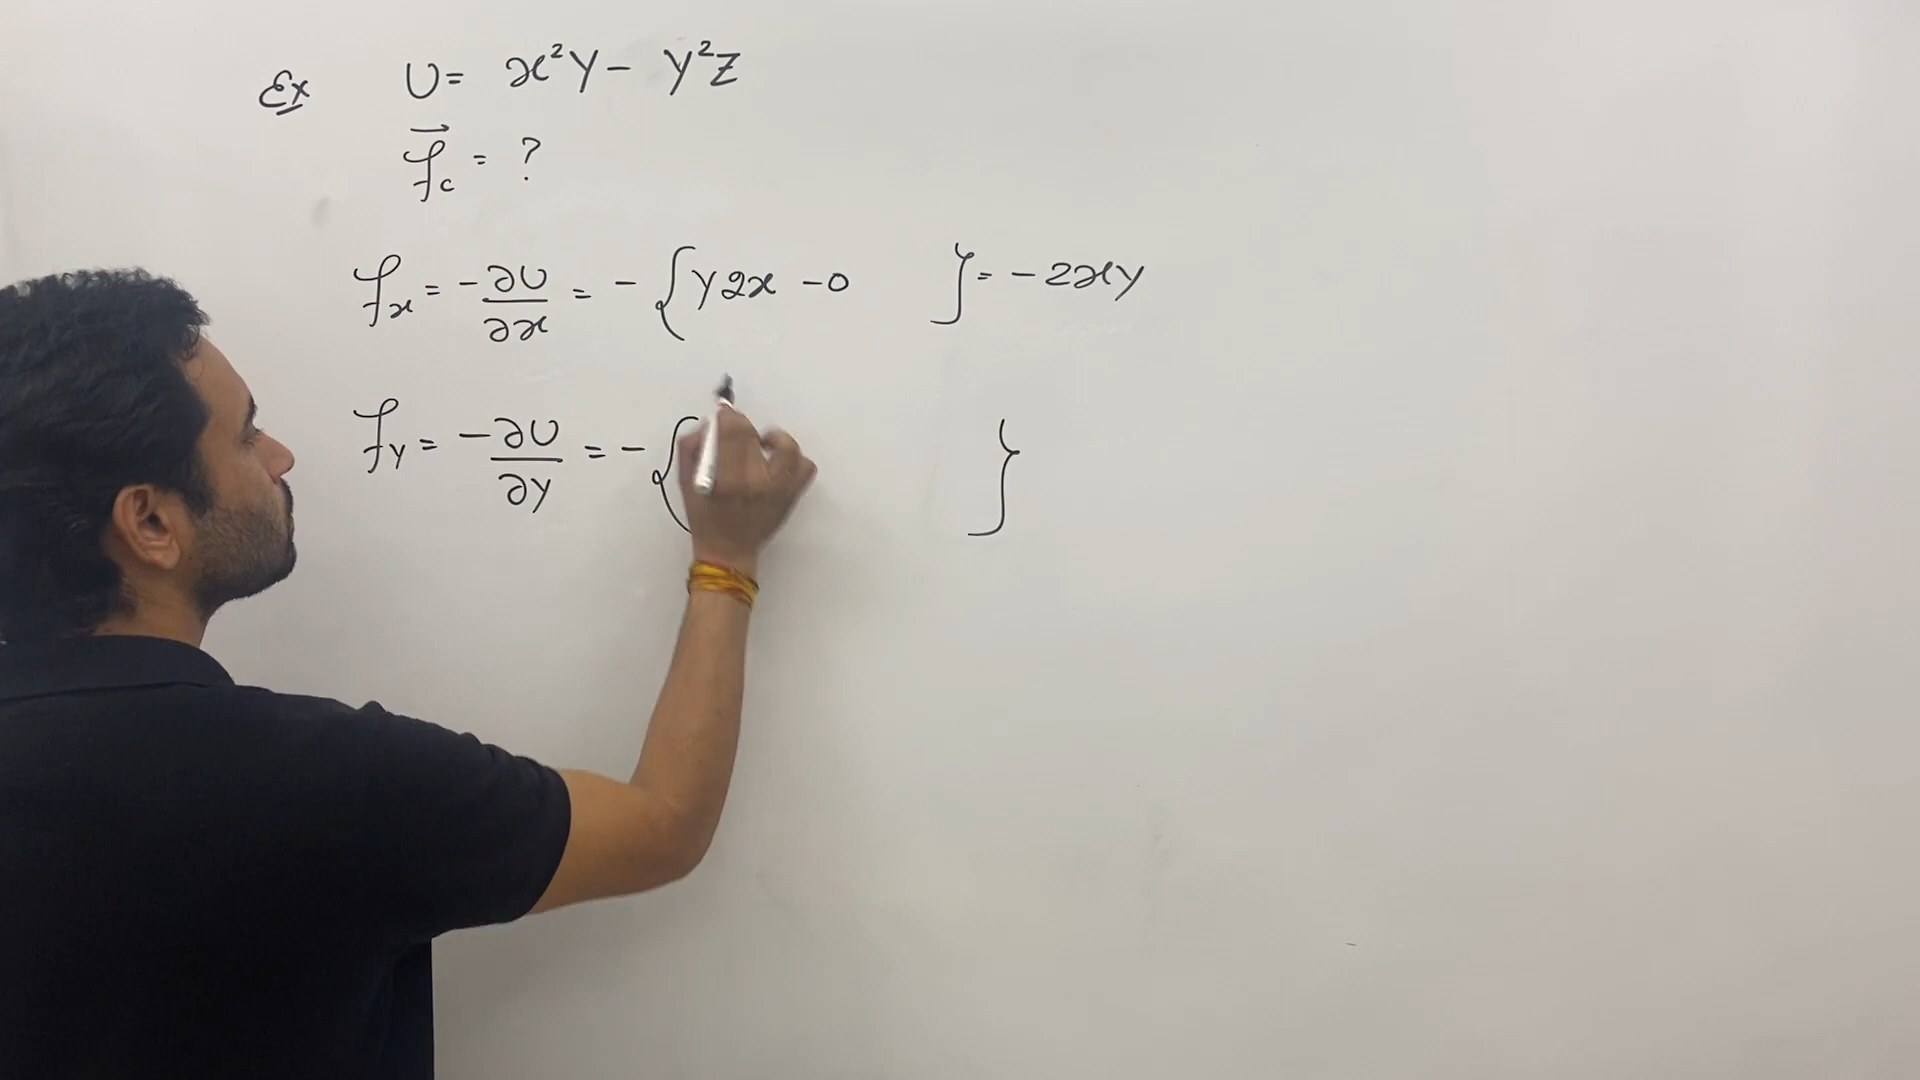 Ex U = x²y - y²z
f⃗c = ?
fx = -∂U/∂x = - { y2x - 0 } = - 2xy
fy = -∂U/∂y = - { }